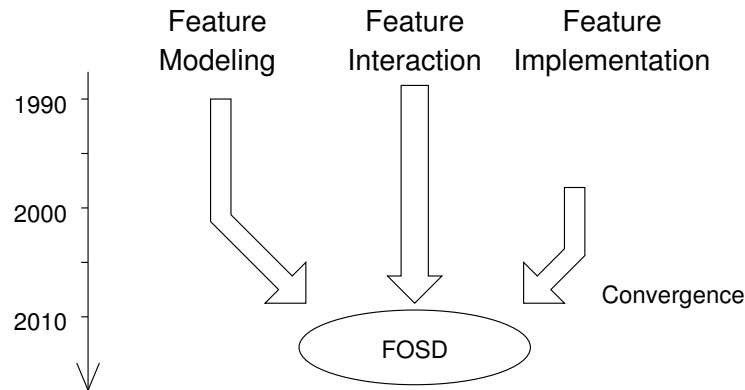 Feature Modeling
Feature Interaction
Feature Implementation
1990
2000
2010
Convergence
FOSD